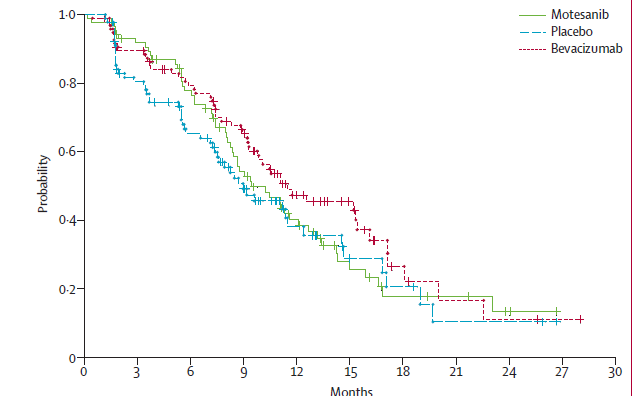 Motesanib
Placebo
Bevacizumab
Probability
1·0
0·8
0·6
0·4
0·2
0
0 3 6 9 12 15 18 21 24 27 30
Months